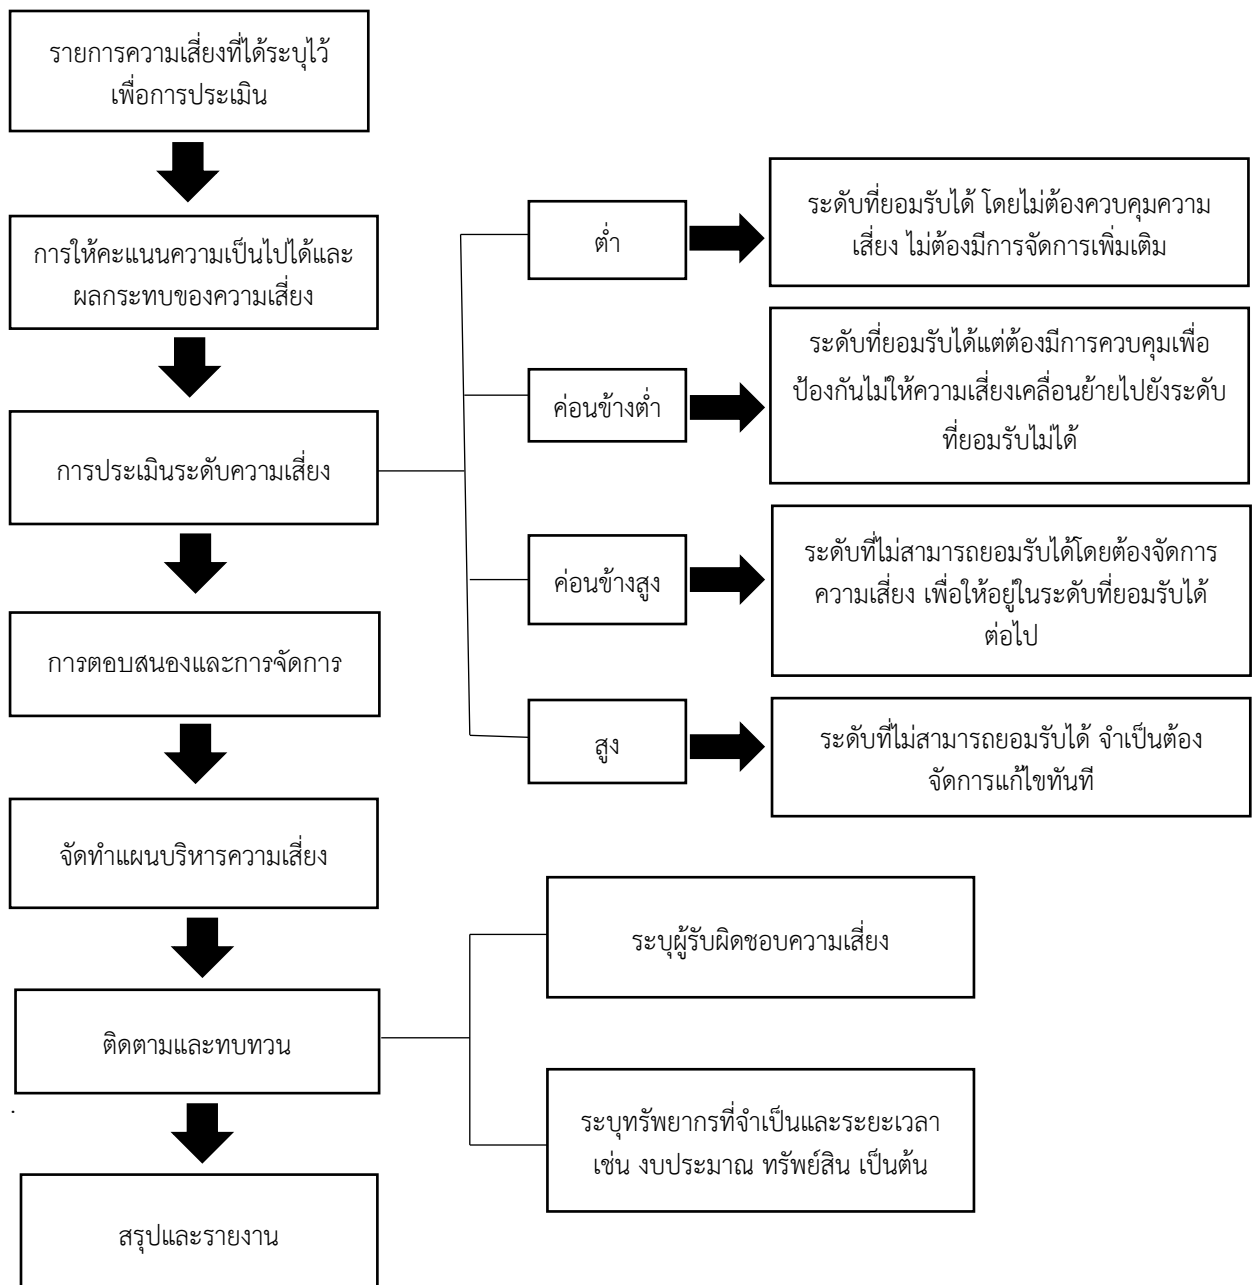 รายการความเสี่ยงที่ได้ระบุไว้
เพื่อการประเมิน
การให้คะแนนความเป็นไปได้และ
ผลกระทบของความเสี่ยง
การประเมินระดับความเสี่ยง
ต่ำ
ระดับที่ยอมรับได้ โดยไม่ต้องควบคุมความ
เสี่ยง ไม่ต้องมีการจัดการเพิ่มเติม
ค่อนข้างต่ำ
ระดับที่ยอมรับได้แต่ต้องมีการควบคุมเพื่อ
ป้องกันไม่ให้ความเสี่ยงเคลื่อนย้ายไปยังระดับ
ที่ยอมรับไม่ได้
ค่อนข้างสูง
ระดับที่ไม่สามารถยอมรับได้โดยต้องจัดการ
ความเสี่ยง เพื่อให้อยู่ในระดับที่ยอมรับได้
ต่อไป
สูง
ระดับที่ไม่สามารถยอมรับได้ จำเป็นต้อง
จัดการแก้ไขทันที
การตอบสนองและการจัดการ
จัดทำแผนบริหารความเสี่ยง
ติดตามและทบทวน
ระบุผู้รับผิดชอบความเสี่ยง
ระบุทรัพยากรที่จำเป็นและระยะเวลา
เช่น งบประมาณ ทรัพย์สิน เป็นต้น
สรุปและรายงาน